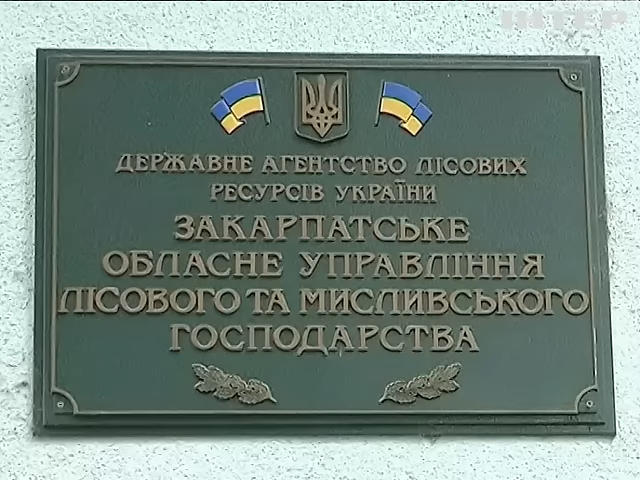 ІНТЕР
ДЕРЖАВНЕ АГЕНТСТВО ЛІСОВИХ
РЕСУРСІВ УКРАЇНИ
ЗАКАРПАТСЬКЕ
ОБЛАСНЕ УПРАВЛІННЯ
ЛІСОВОГО ТА МИСЛИВСЬКОГО
ГОСПОДАРСТВА